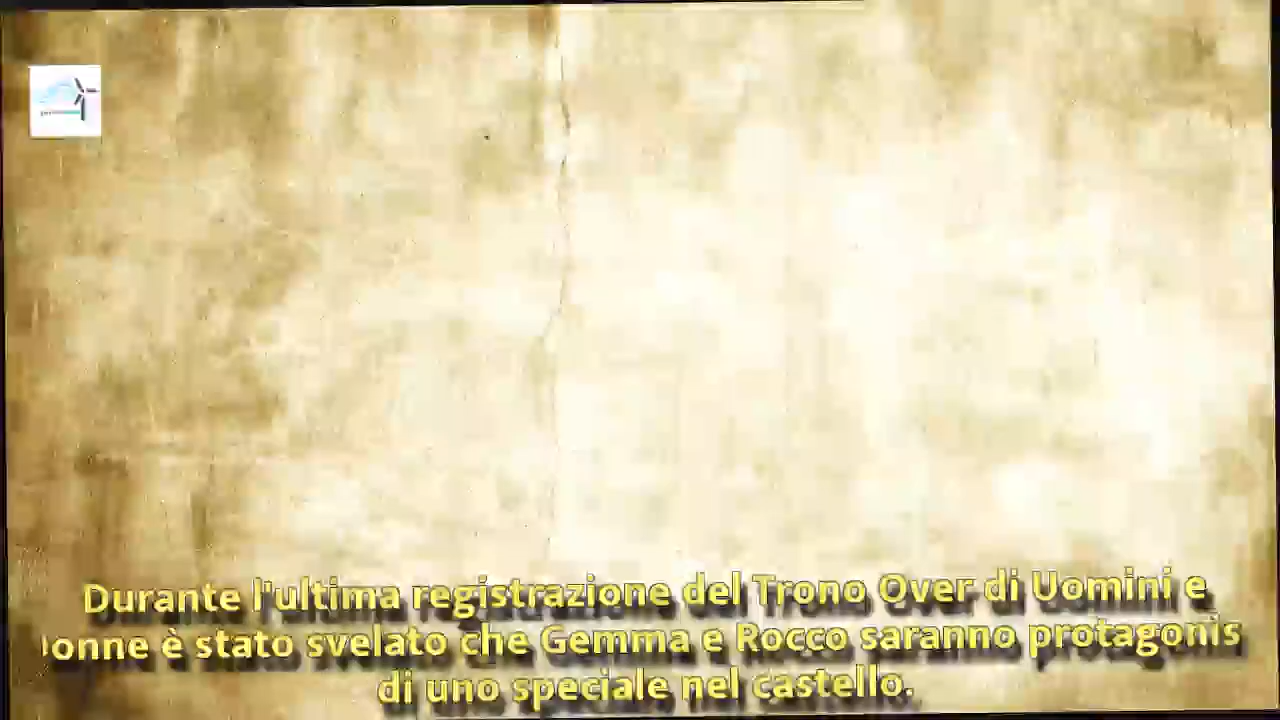 Durante l'ultima registrazione del Trono Over di Uomini e
onne è stato svelato che Gemma e Rocco saranno protagonis
di uno speciale nel castello.